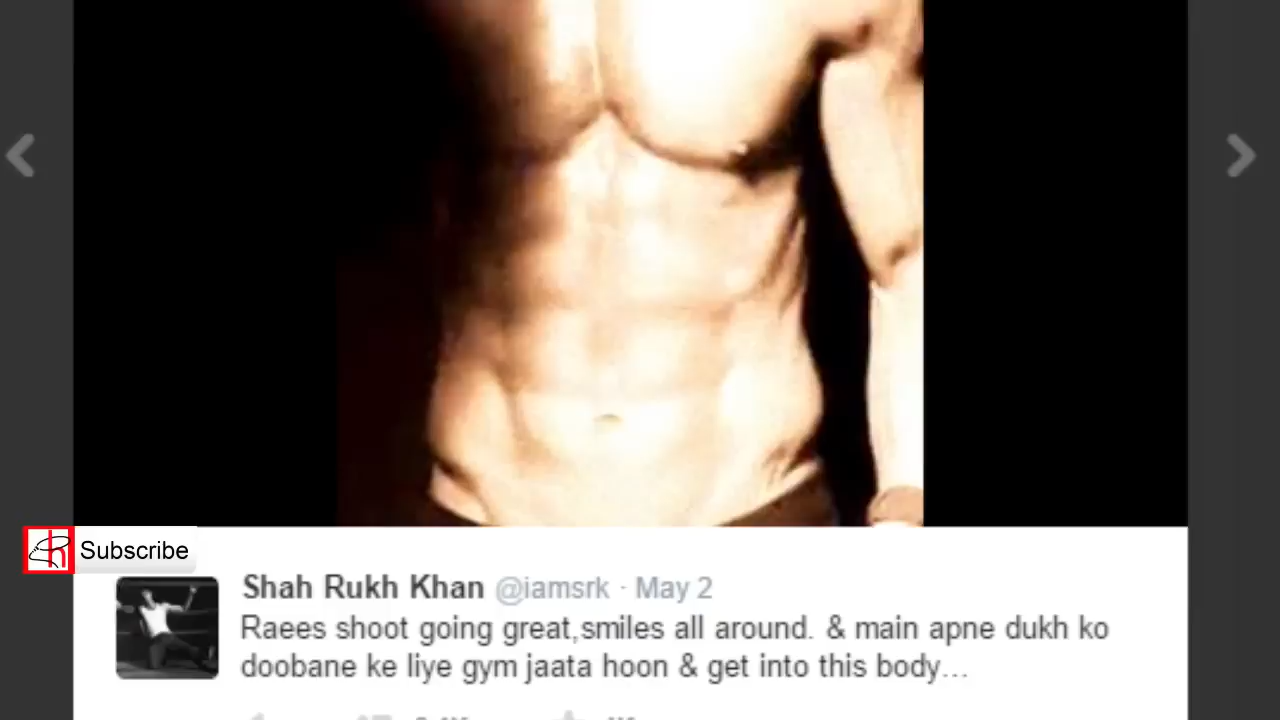 Subscribe
Shah Rukh Khan @iamsrk · May 2
Raees shoot going great,smiles all around. & main apne dukh ko
doobane ke liye gym jaata hoon & get into this body...